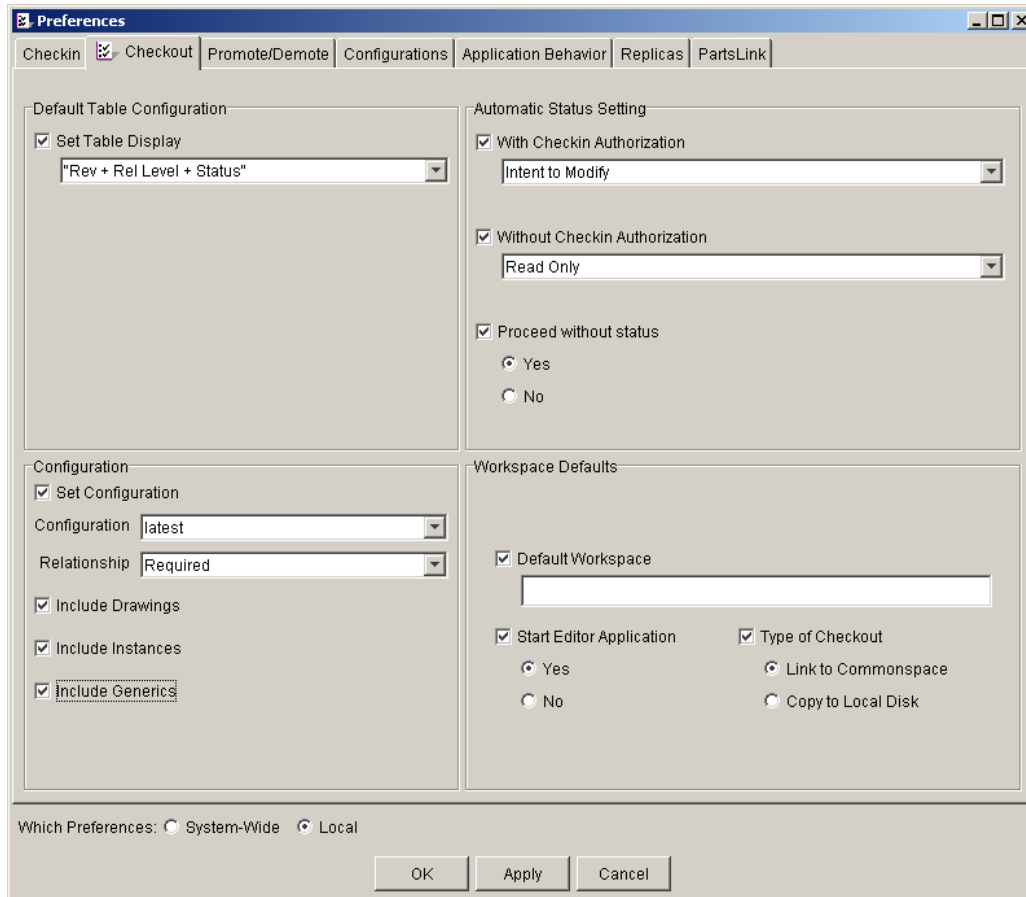 Preferences
Checkin Checkout Promote/Demote Configurations Application Behavior Replicas PartsLink
Default Table Configuration
Set Table Display
"Rev + Rel Level + Status"
Automatic Status Setting
With Checkin Authorization
Intent to Modify
Without Checkin Authorization
Read Only
Proceed without status
Yes
No
Configuration
Set Configuration
Configuration latest
Relationship Required
Include Drawings
Include Instances
Include Generics
Workspace Defaults
Default Workspace
Start Editor Application
Yes
No
Type of Checkout
Link to Commonspace
Copy to Local Disk
Which Preferences: System-Wide Local
OK Apply Cancel